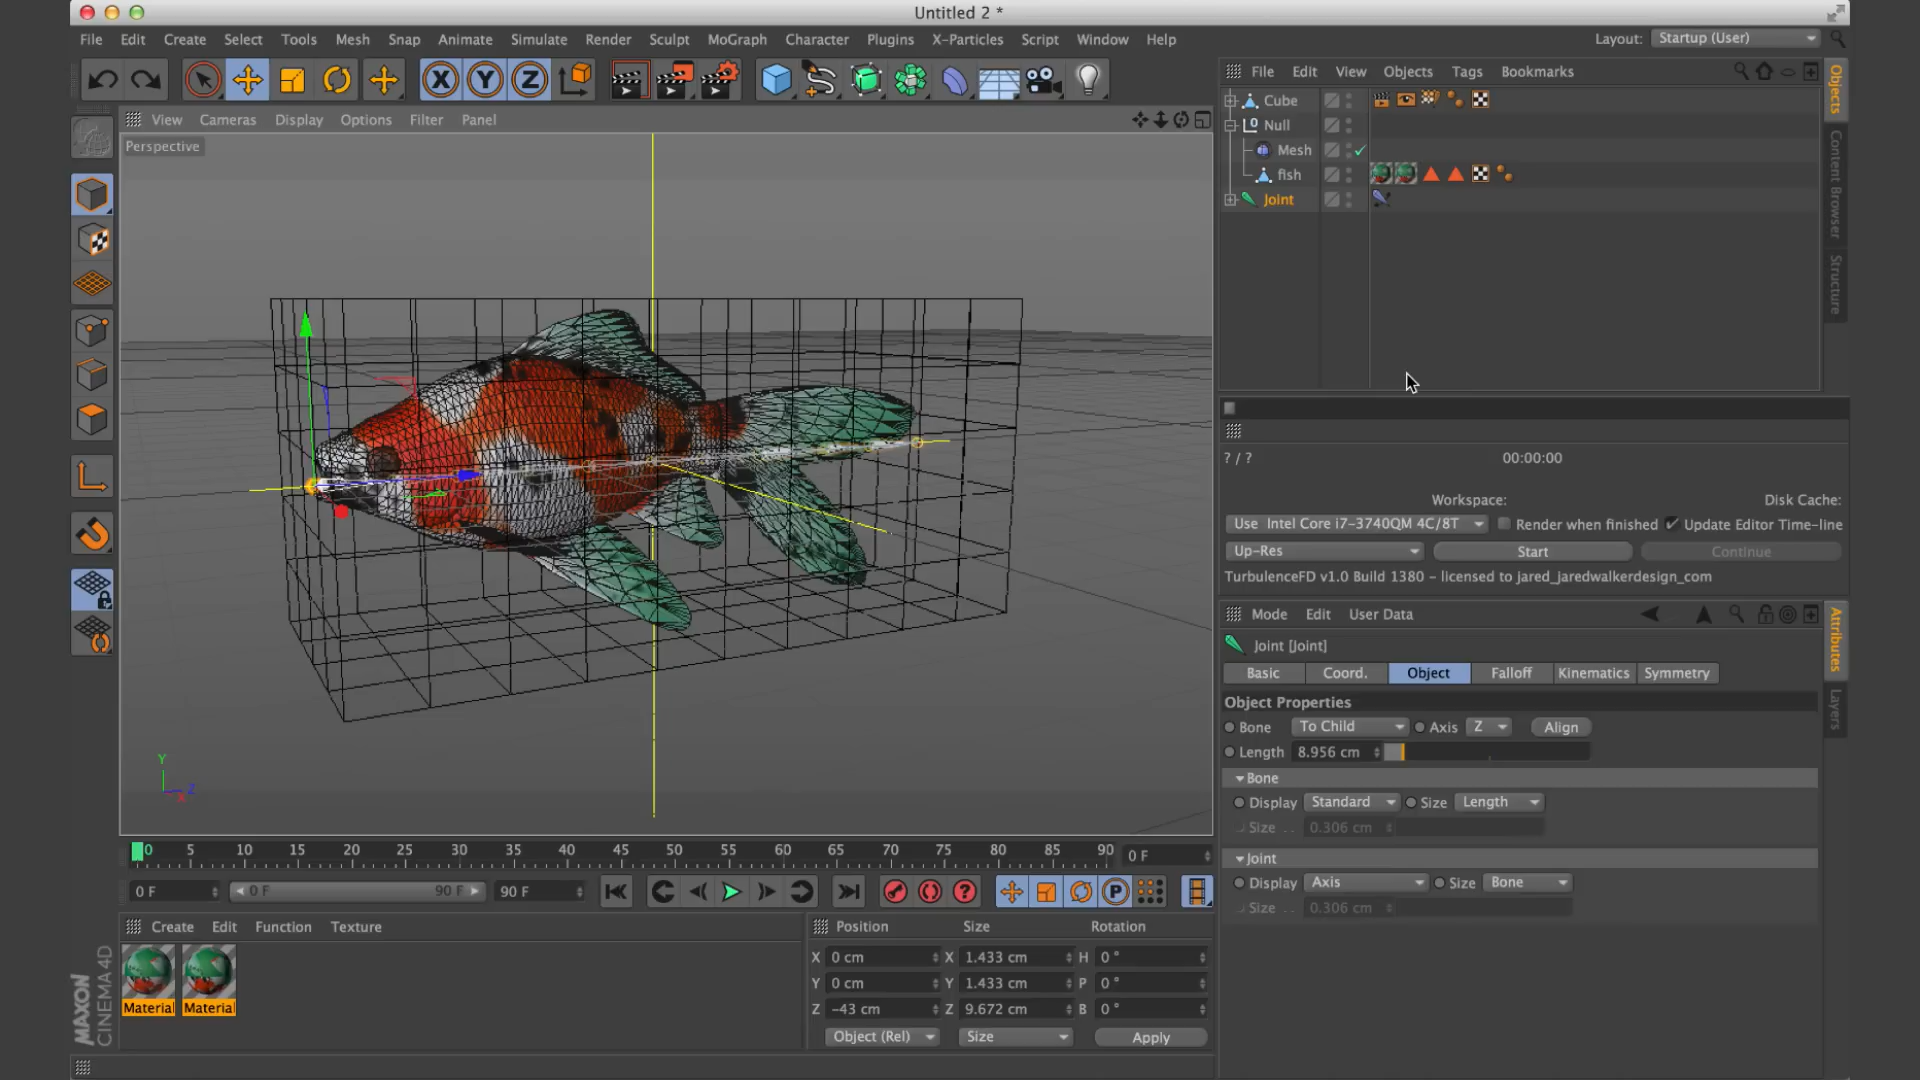 Untitled 2 *
File Edit Create Select Tools Mesh Snap Animate Simulate Render Sculpt MoGraph Character Plugins X-Particles Script Window Help
Layout: Startup (User)
X Y Z
File Edit View Objects Tags Bookmarks
View Cameras Display Options Filter Panel
Perspective
Cube
Null
Mesh
fish
Joint
Objects
Content Browser
Structure
? / ? 00:00:00
Workspace: Disk Cache:
Use Intel Core i7-3740QM 4C/8T Render when finished Update Editor Time-line
Up-Res Start Continue
TurbulenceFD v1.0 Build 1380 - licensed to jared_jaredwalkerdesign_com
Mode Edit User Data
Joint [Joint]
Basic Coord. Object Falloff Kinematics Symmetry
Object Properties
Bone To Child Axis Z Align
Length 8.956 cm
Bone
Display Standard Size Length
Size . . 0.306 cm
Joint
Display Axis Size Bone
Size . . 0.306 cm
Attributes
Layers
Y
Z
X
0 5 10 15 20 25 30 35 40 45 50 55 60 65 70 75 80 85 90 0 F
0 F 0 F 90 F 90 F
? P
Create Edit Function Texture
Material Material
MAXON
CINEMA 4D
Position Size Rotation
X 0 cm X 1.433 cm H 0 °
Y 0 cm Y 1.433 cm P 0 °
Z -43 cm Z 9.672 cm B 0 °
Object (Rel) Size Apply